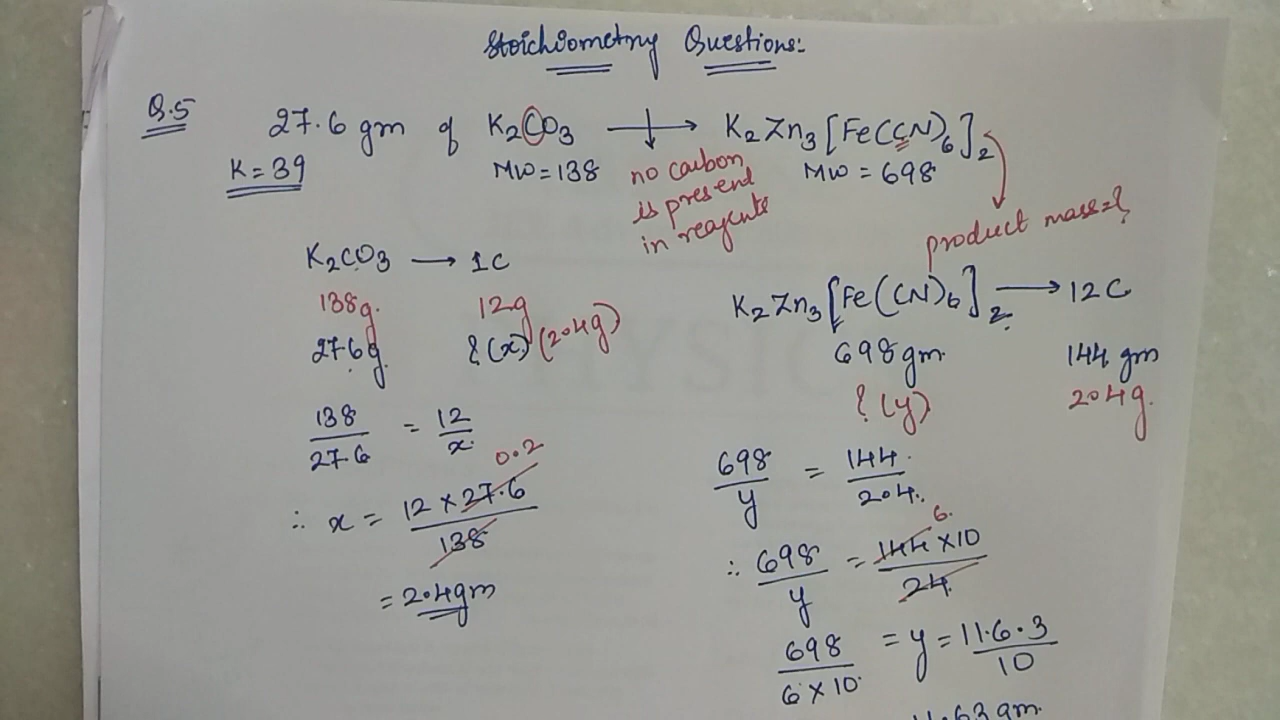 Stoichiometry Questions:
Q.5 27.6 gm of K2CO3 → K2Zn3[Fe(CN)6]2
K = 39 MW = 138 MW = 698
no carbon
is present
in reagents
product mass=?
K2CO3 → 1C
138g. 12g
27.6g ?(x) (2.4g)
138/27.6 = 12/x
∴ x = 12 × 27.6/138 0.2
= 2.4gm
K2Zn3[Fe(CN)6]2 → 12C
698gm 144 gm
?(y) 2.4g.
698/y = 144/2.4
∴ 698/y = 144 × 10/24 6
698/6×10 = y = 11.6.3/10
.63 gm